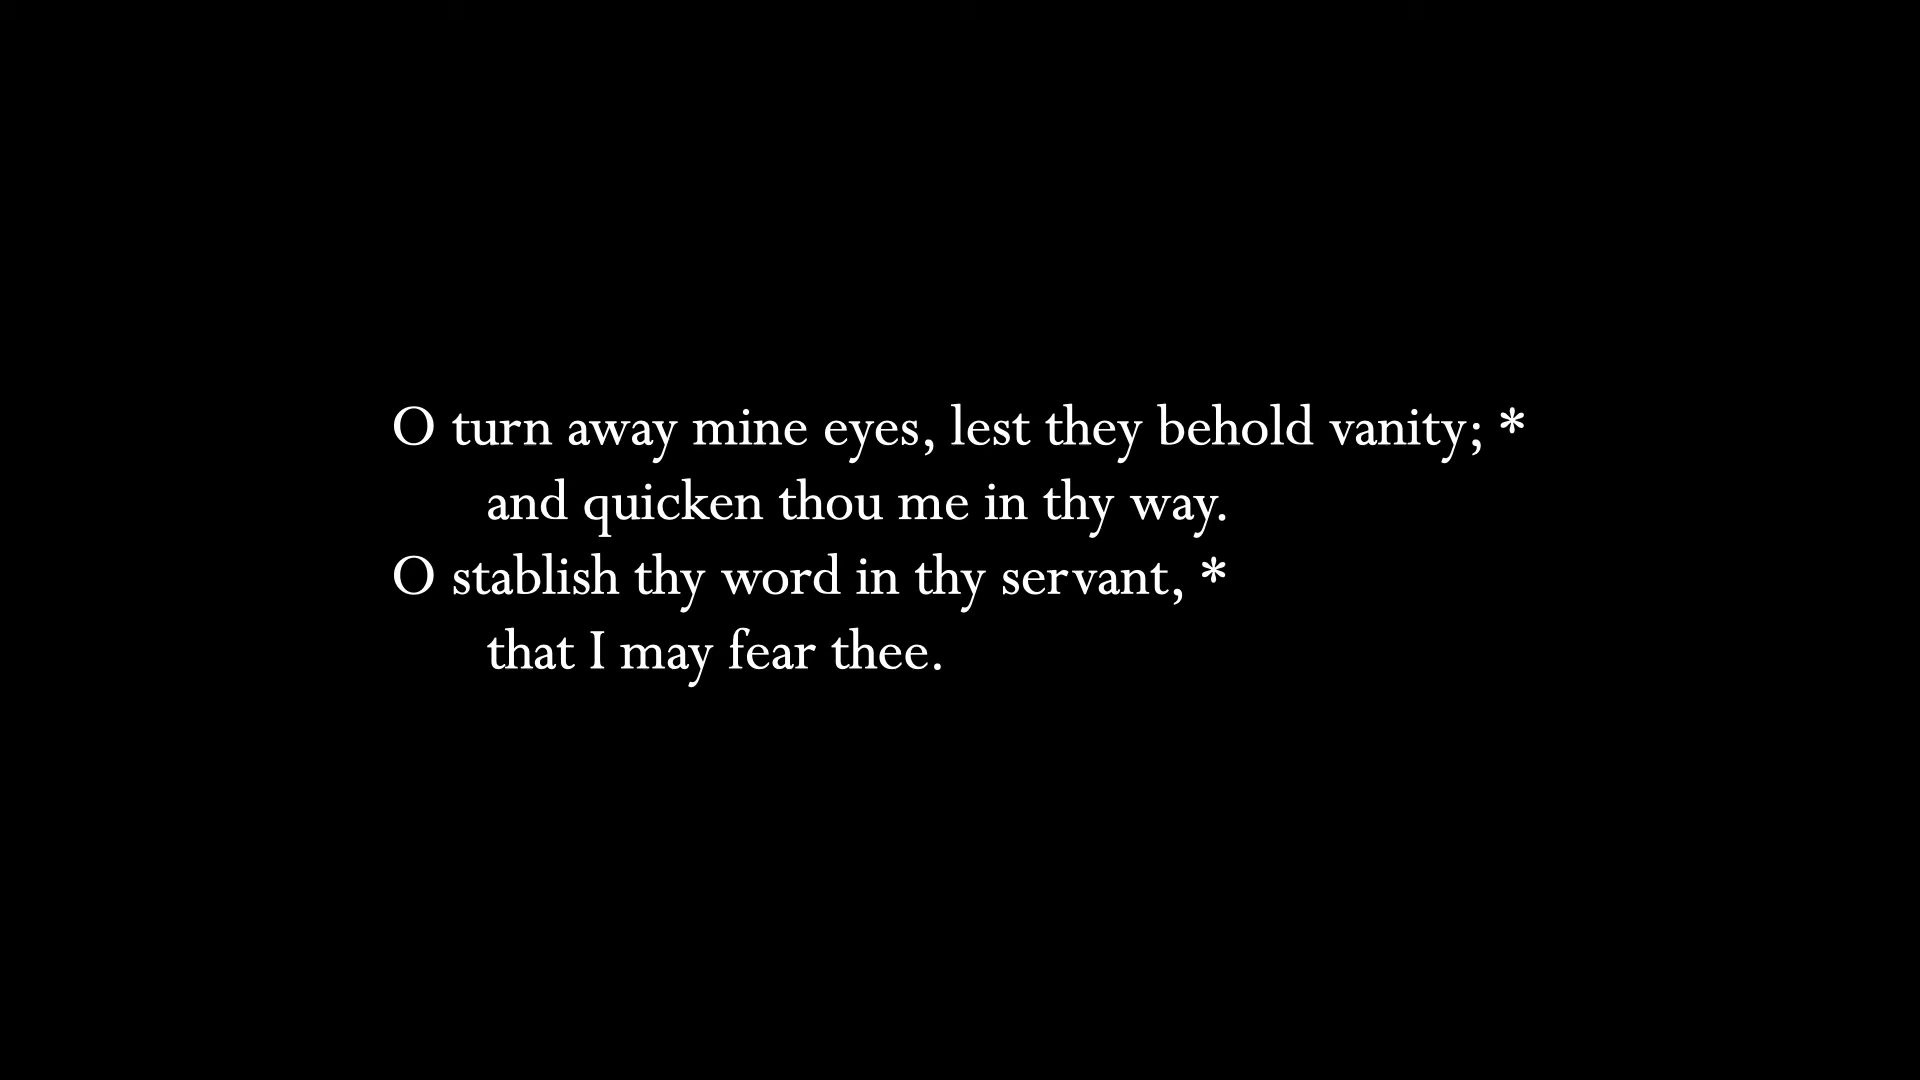 O turn away mine eyes, lest they behold vanity; *
and quicken thou me in thy way.
O stablish thy word in thy servant, *
that I may fear thee.